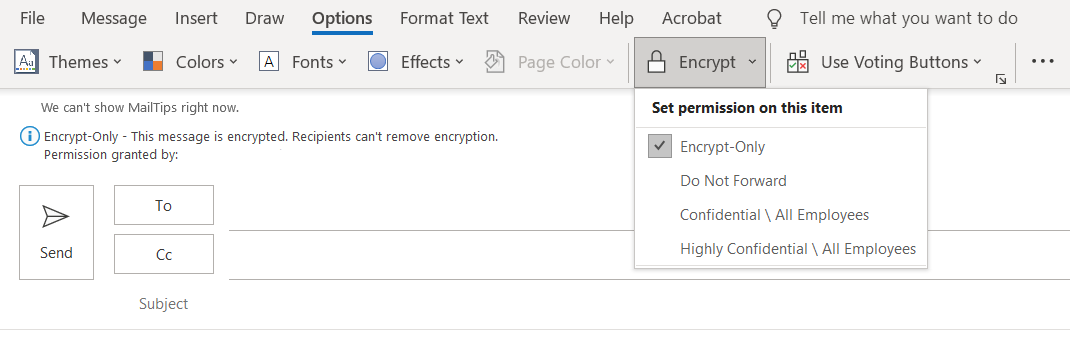 File Message Insert Draw Options Format Text Review Help Acrobat Tell me what you want to do
Aa Themes Colors A Fonts Effects Page Color Encrypt Use Voting Buttons ...
We can't show MailTips right now.
Encrypt-Only - This message is encrypted. Recipients can't remove encryption.
Permission granted by:
Send
To
Cc
Subject
Set permission on this item
Encrypt-Only
Do Not Forward
Confidential \ All Employees
Highly Confidential \ All Employees